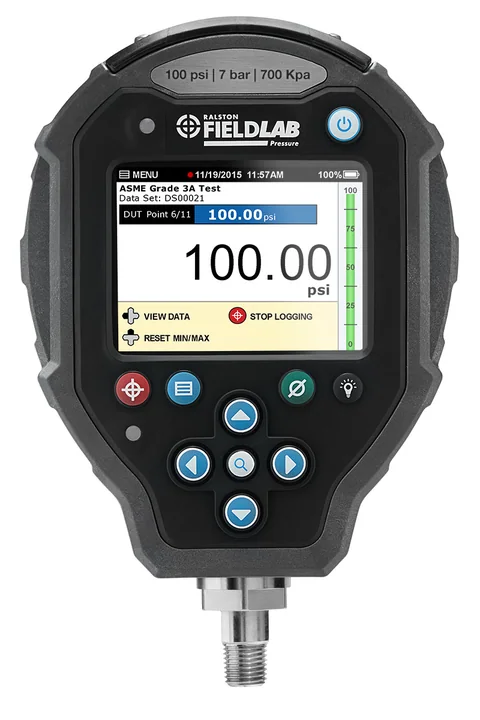 100 psi | 7 bar | 700 Kpa
RALSTON
FIELDLAB
Pressure
MENU 11/19/2015 11:57AM 100%
ASME Grade 3A Test
Data Set: DS00021
DUT Point 6/11 100.00 psi
100.00
psi
100
75
50
25
0
VIEW DATA STOP LOGGING
RESET MIN/MAX